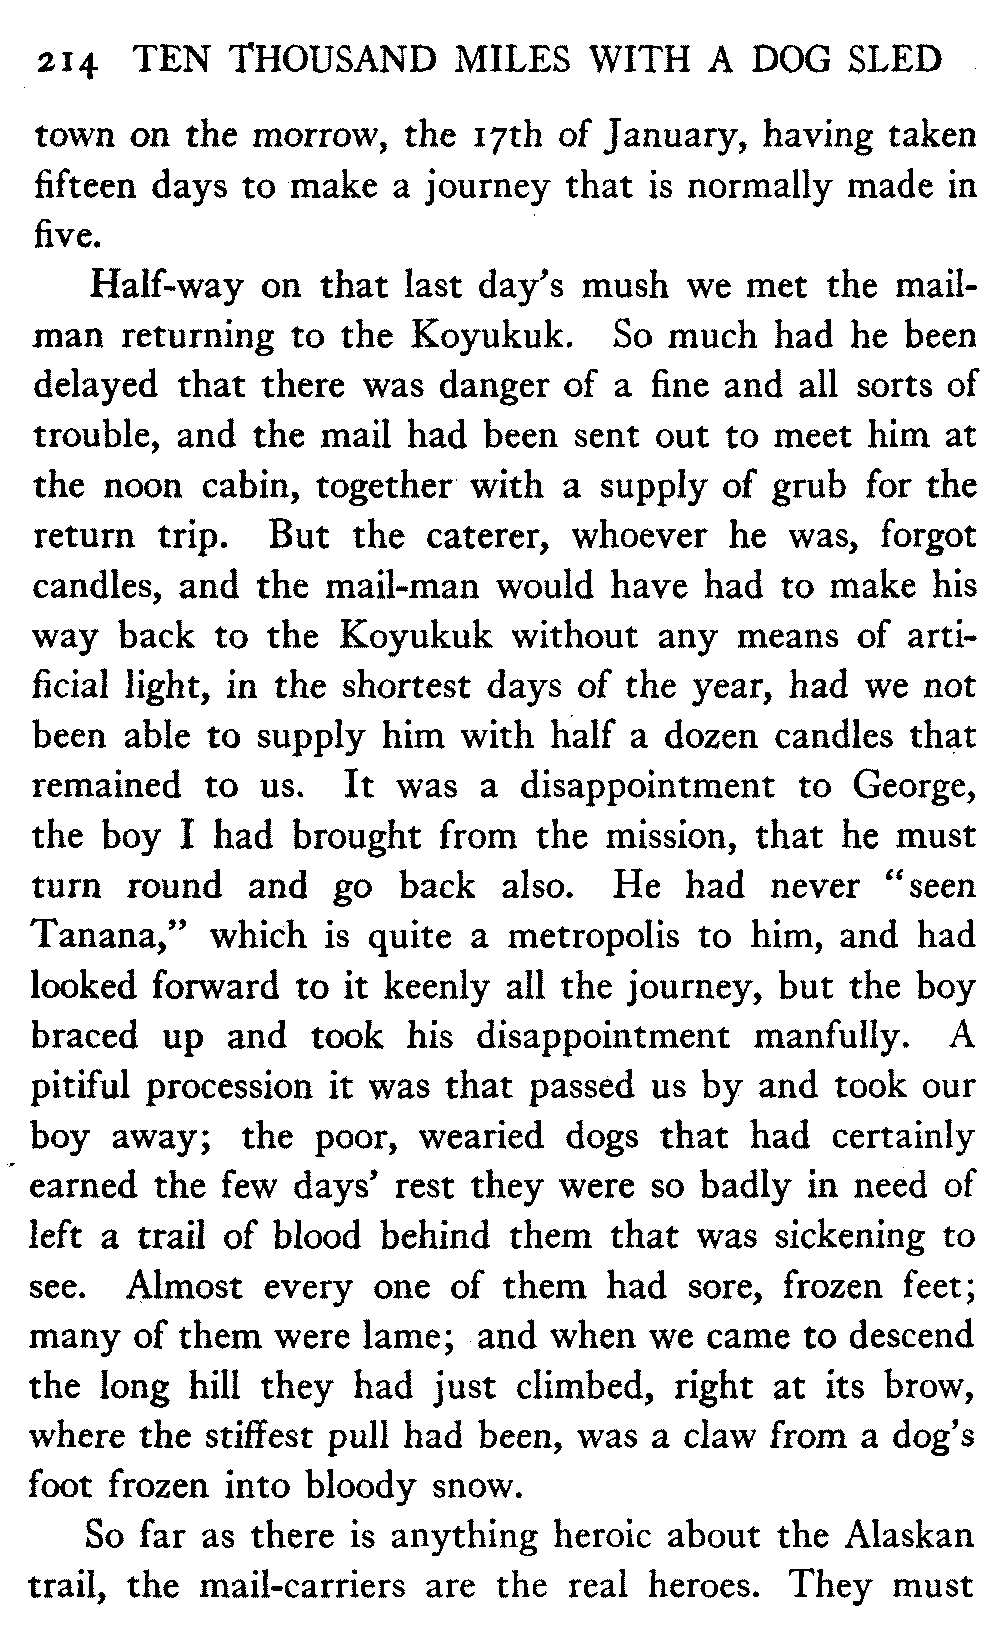 214 TEN THOUSAND MILES WITH A DOG SLED
town on the morrow, the 17th of January, having taken
fifteen days to make a journey that is normally made in
five.
Half-way on that last day's mush we met the mail-
man returning to the Koyukuk. So much had he been
delayed that there was danger of a fine and all sorts of
trouble, and the mail had been sent out to meet him at
the noon cabin, together with a supply of grub for the
return trip. But the caterer, whoever he was, forgot
candles, and the mail-man would have had to make his
way back to the Koyukuk without any means of arti-
ficial light, in the shortest days of the year, had we not
been able to supply him with half a dozen candles that
remained to us. It was a disappointment to George,
the boy I had brought from the mission, that he must
turn round and go back also. He had never "seen
Tanana," which is quite a metropolis to him, and had
looked forward to it keenly all the journey, but the boy
braced up and took his disappointment manfully. A
pitiful procession it was that passed us by and took our
boy away; the poor, wearied dogs that had certainly
earned the few days' rest they were so badly in need of
left a trail of blood behind them that was sickening to
see. Almost every one of them had sore, frozen feet;
many of them were lame; and when we came to descend
the long hill they had just climbed, right at its brow,
where the stiffest pull had been, was a claw from a dog's
foot frozen into bloody snow.
So far as there is anything heroic about the Alaskan
trail, the mail-carriers are the real heroes. They must